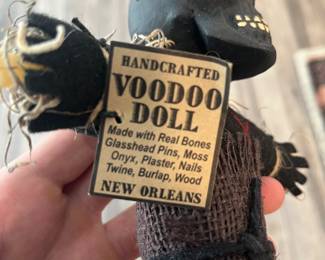 HANDCRAFTED
VOODOO
DOLL
Made with Real Bones
Glasshead Pins, Moss
Onyx, Plaster, Nails
Twine, Burlap, Wood
NEW ORLEANS